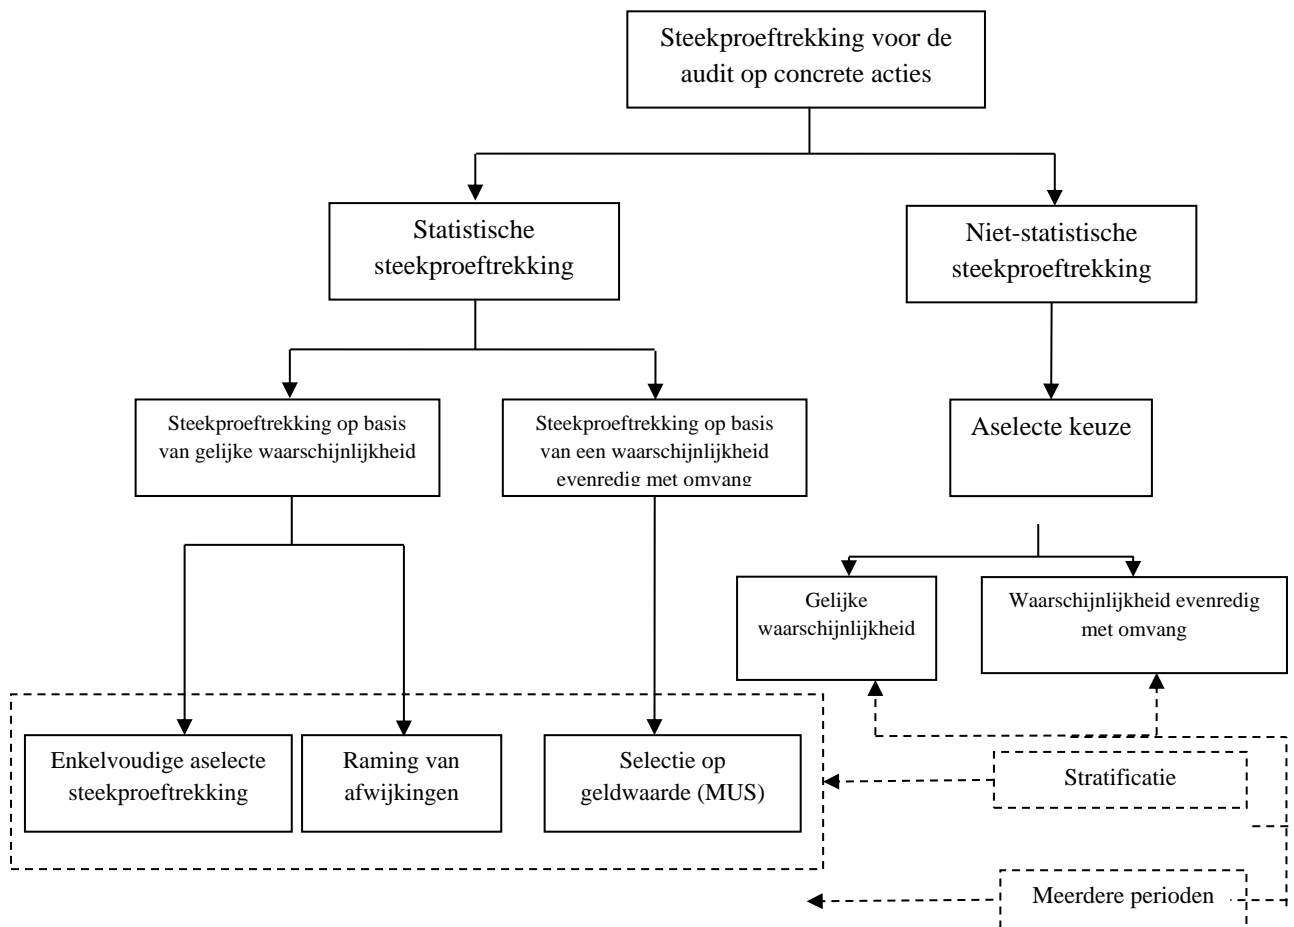 Steekproeftrekking voor de
audit op concrete acties
Statistische
steekproeftrekking
Niet-statistische
steekproeftrekking
Steekproeftrekking op basis
van gelijke waarschijnlijkheid
Steekproeftrekking op basis
van een waarschijnlijkheid
evenredig met omvang
Aselecte keuze
Gelijke
waarschijnlijkheid
Waarschijnlijkheid evenredig
met omvang
Enkelvoudige aselecte
steekproeftrekking
Raming van
afwijkingen
Selectie op
geldwaarde (MUS)
Stratificatie
Meerdere perioden